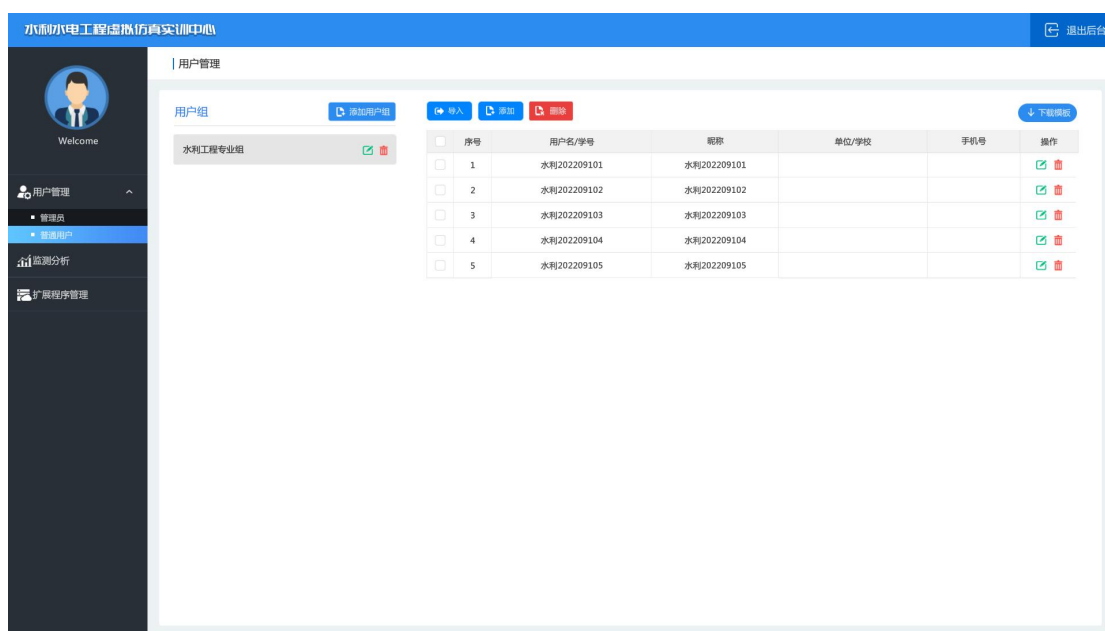 水利水电工程虚拟仿真实训中心
退出后台
Welcome
用户管理
管理员
普通用户
监测分析
扩展程序管理
用户管理
用户组
添加用户组
水利工程专业组
导入 添加 删除
下载模板
序号 用户名/学号 昵称 单位/学校 手机号 操作
1 水利202209101 水利202209101
2 水利202209102 水利202209102
3 水利202209103 水利202209103
4 水利202209104 水利202209104
5 水利202209105 水利202209105